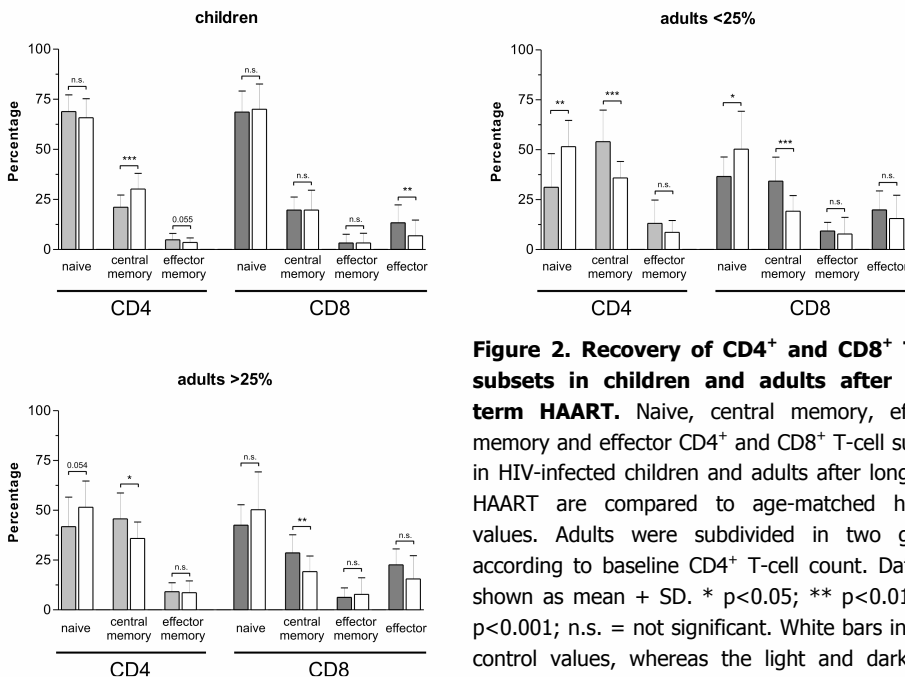 children
100
75
50
25
0
Percentage
n.s.
***
0.055
n.s.
n.s.
n.s.
**
naive
central memory
effector memory
naive
central memory
effector memory
effector
CD4
CD8
adults <25%
100
75
50
25
0
Percentage
**
***
n.s.
*
***
n.s.
n.s.
naive
central memory
effector memory
naive
central memory
effector memory
effector
CD4
CD8
adults >25%
100
75
50
25
0
Percentage
0.054
*
n.s.
n.s.
**
n.s.
n.s.
naive
central memory
effector memory
naive
central memory
effector memory
effector
CD4
CD8
Figure 2. Recovery of CD4+ and CD8+
subsets in children and adults after
term HAART. Naive, central memory,
memory and effector CD4+ and CD8+ T-cell
in HIV-infected children and adults after long
HAART are compared to age-matched
values. Adults were subdivided in two
according to baseline CD4+ T-cell count.
shown as mean + SD. * p<0.05; ** p<0.01
p<0.001; n.s. = not significant. White bars
control values, whereas the light and dark